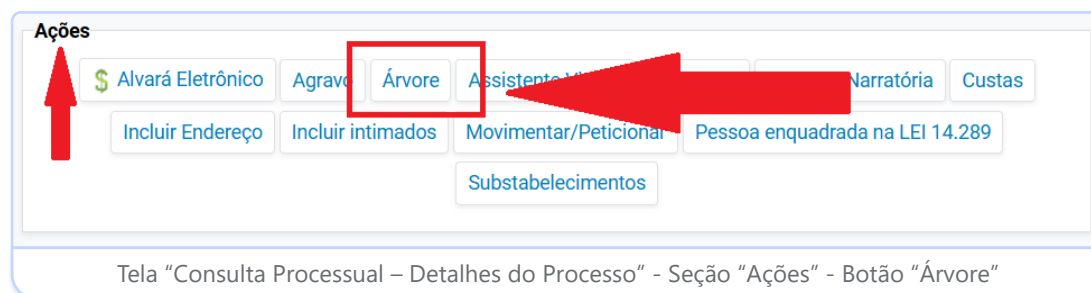 Ações
$ Alvará Eletrônico Agravo Árvore Assistente Narratória Custas
Incluir Endereço Incluir intimados Movimentar/Peticionar Pessoa enquadrada na LEI 14.289
Substabelecimentos
Tela “Consulta Processual – Detalhes do Processo” - Seção “Ações” - Botão “Árvore”